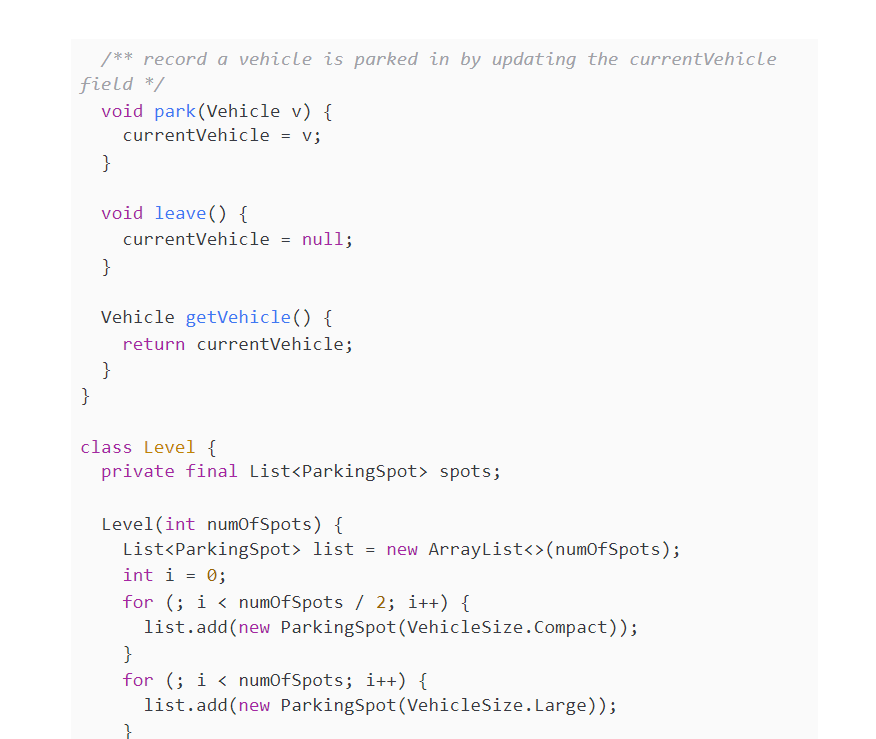 /** record a vehicle is parked in by updating the currentVehicle
field */
void park(Vehicle v) {
currentVehicle = v;
}
void leave() {
currentVehicle = null;
}
Vehicle getVehicle() {
return currentVehicle;
}
}
class Level {
private final List<ParkingSpot> spots;
Level(int numOfSpots) {
List<ParkingSpot> list = new ArrayList<>(numOfSpots);
int i = 0;
for (; i < numOfSpots / 2; i++) {
list.add(new ParkingSpot(VehicleSize.Compact));
}
for (; i < numOfSpots; i++) {
list.add(new ParkingSpot(VehicleSize.Large));
}